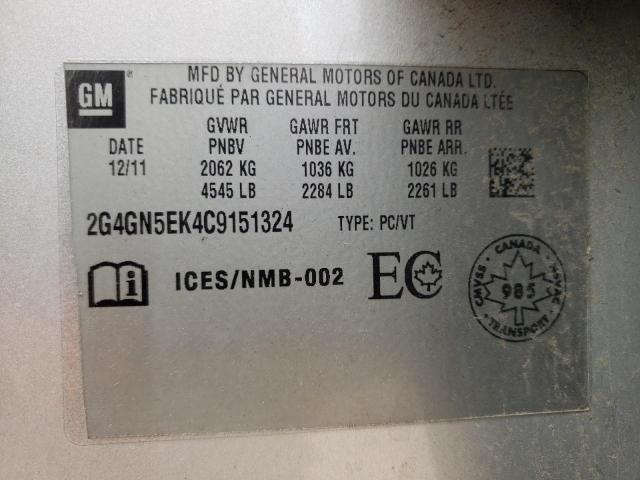 GM
MFD BY GENERAL MOTORS OF CANADA LTD.
FABRIQUÉ PAR GENERAL MOTORS DU CANADA LTÉE
GVWR GAWR FRT GAWR RR
DATE PNBV PNBE AV. PNBE ARR.
12/11 2062 KG 1036 KG 1026 KG
4545 LB 2284 LB 2261 LB
2G4GN5EK4C9151324 TYPE: PC/VT
i ICES/NMB-002 EC
CANADA
CMVSS 985 NSVAC
TRANSPORT